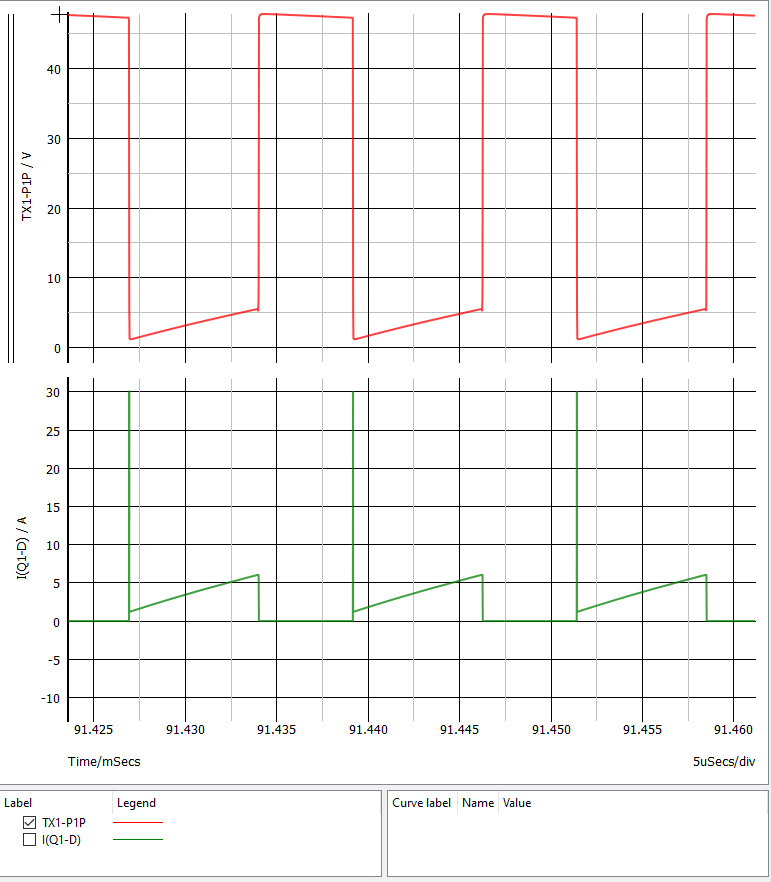 TX1-P1P / V
40
30
20
10
0
I(Q1-D) / A
30
25
20
15
10
5
0
-5
-10
91.425 91.430 91.435 91.440 91.445 91.450 91.455 91.460
Time/mSecs 5uSecs/div
Label Legend
TX1-P1P
I(Q1-D)
Curve label Name Value